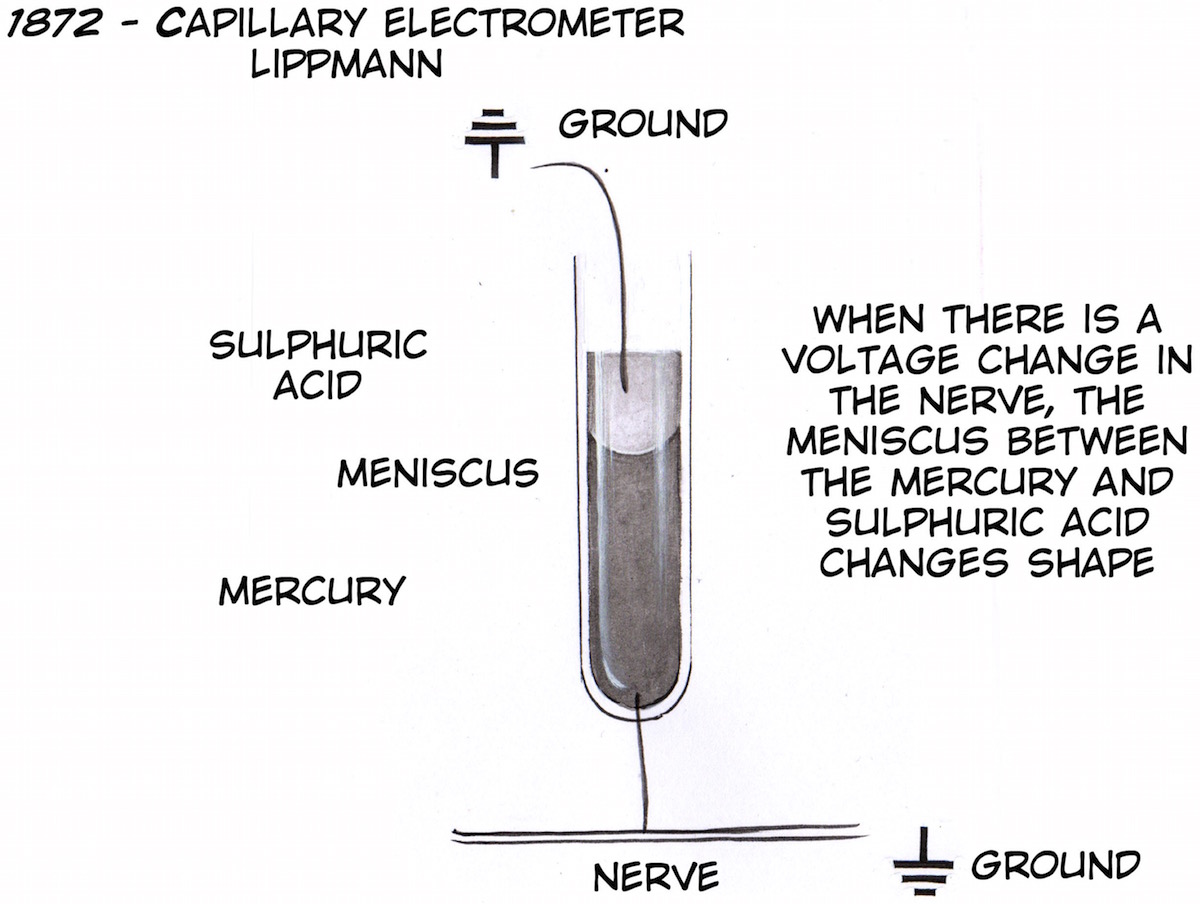 1872 - CAPILLARY ELECTROMETER
LIPPMANN
GROUND
SULPHURIC
ACID
MENISCUS
MERCURY
WHEN THERE IS A
VOLTAGE CHANGE IN
THE NERVE, THE
MENISCUS BETWEEN
THE MERCURY AND
SULPHURIC ACID
CHANGES SHAPE
NERVE
GROUND